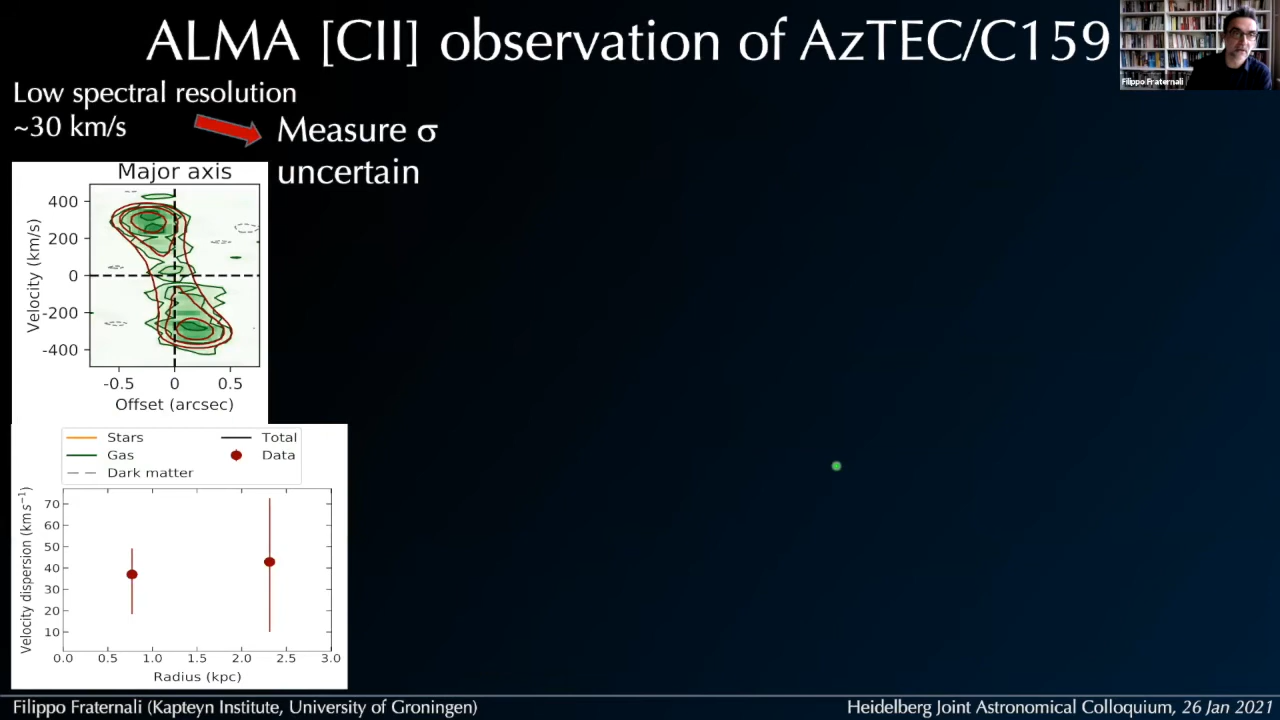 ALMA [CII] observation of AzTEC/C159
Filippo Fraternali
Low spectral resolution
~30 km/s
Measure σ
uncertain
Major axis
400
200
0
-200
-400
Velocity (km/s)
-0.5 0 0.5
Offset (arcsec)
Stars Total
Gas Data
Dark matter
70
60
50
40
30
20
10
Velocity dispersion (km s⁻¹)
0.0 0.5 1.0 1.5 2.0 2.5 3.0
Radius (kpc)
Filippo Fraternali (Kapteyn Institute, University of Groningen)
Heidelberg Joint Astronomical Colloquium, 26 Jan 2021